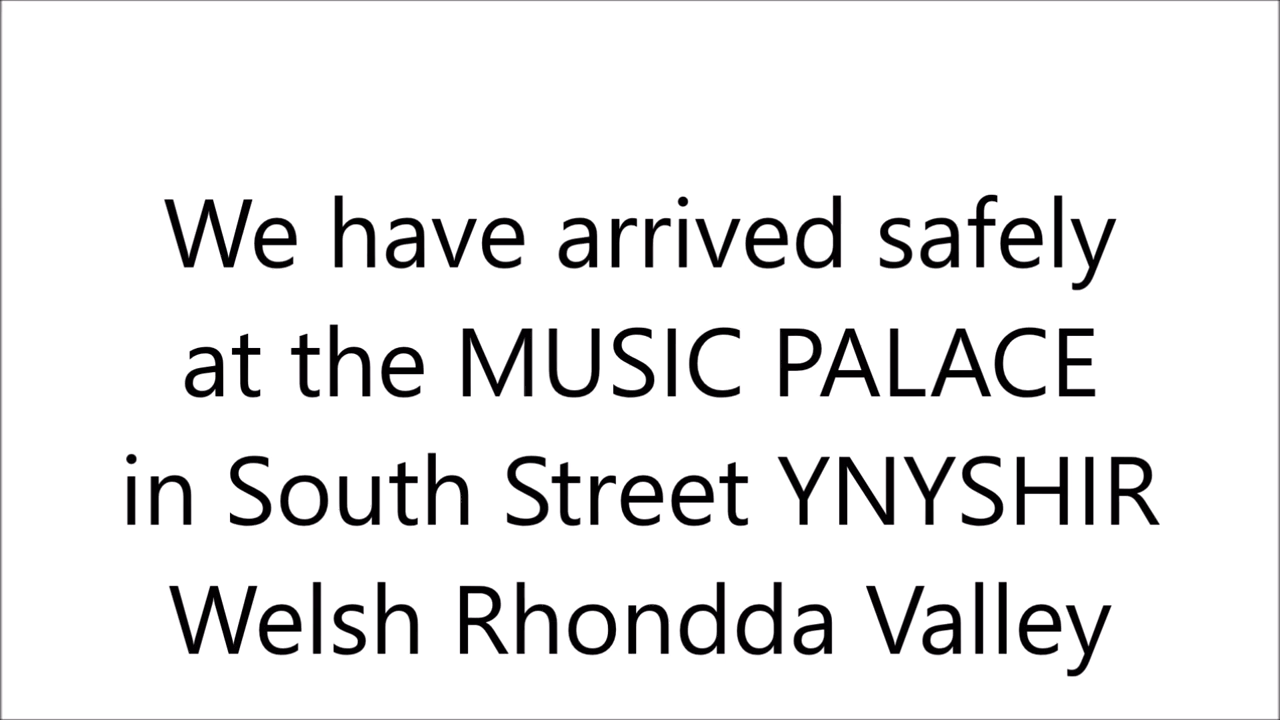 We have arrived safely
at the MUSIC PALACE
in South Street YNYSHIR
Welsh Rhondda Valley